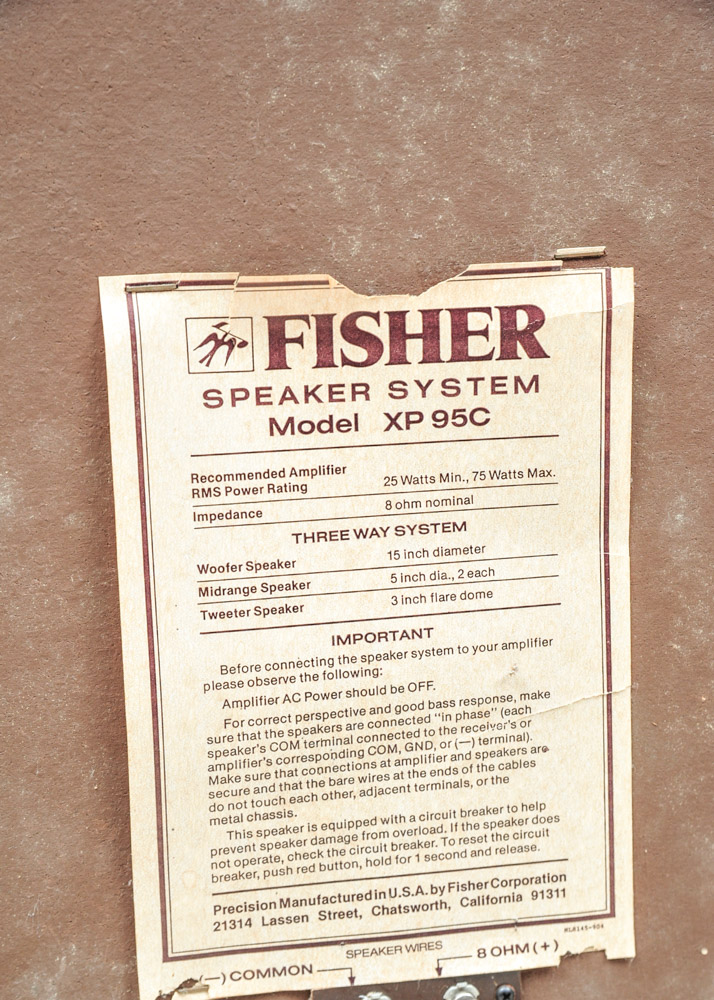 FISHER
SPEAKER SYSTEM
Model XP 95C
Recommended Amplifier
RMS Power Rating 25 Watts Min., 75 Watts Max.
Impedance 8 ohm nominal
THREE WAY SYSTEM
Woofer Speaker 15 inch diameter
Midrange Speaker 5 inch dia., 2 each
Tweeter Speaker 3 inch flare dome
IMPORTANT
Before connecting the speaker system to your amplifier
please observe the following:
Amplifier AC Power should be OFF.
For correct perspective and good bass response, make
sure that the speakers are connected "in phase" (each
speaker's COM terminal connected to the receiver's or
amplifier's corresponding COM, GND, or (—) terminal).
Make sure that connections at amplifier and speakers are
secure and that the bare wires at the ends of the cables
do not touch each other, adjacent terminals, or the
metal chassis.
This speaker is equipped with a circuit breaker to help
prevent speaker damage from overload. If the speaker does
not operate, check the circuit breaker. To reset the circuit
breaker, push red button, hold for 1 second and release.
Precision Manufactured in U.S.A. by Fisher Corporation
21314 Lassen Street, Chatsworth, California 91311
SPEAKER WIRES
(—) COMMON 8 OHM (+)